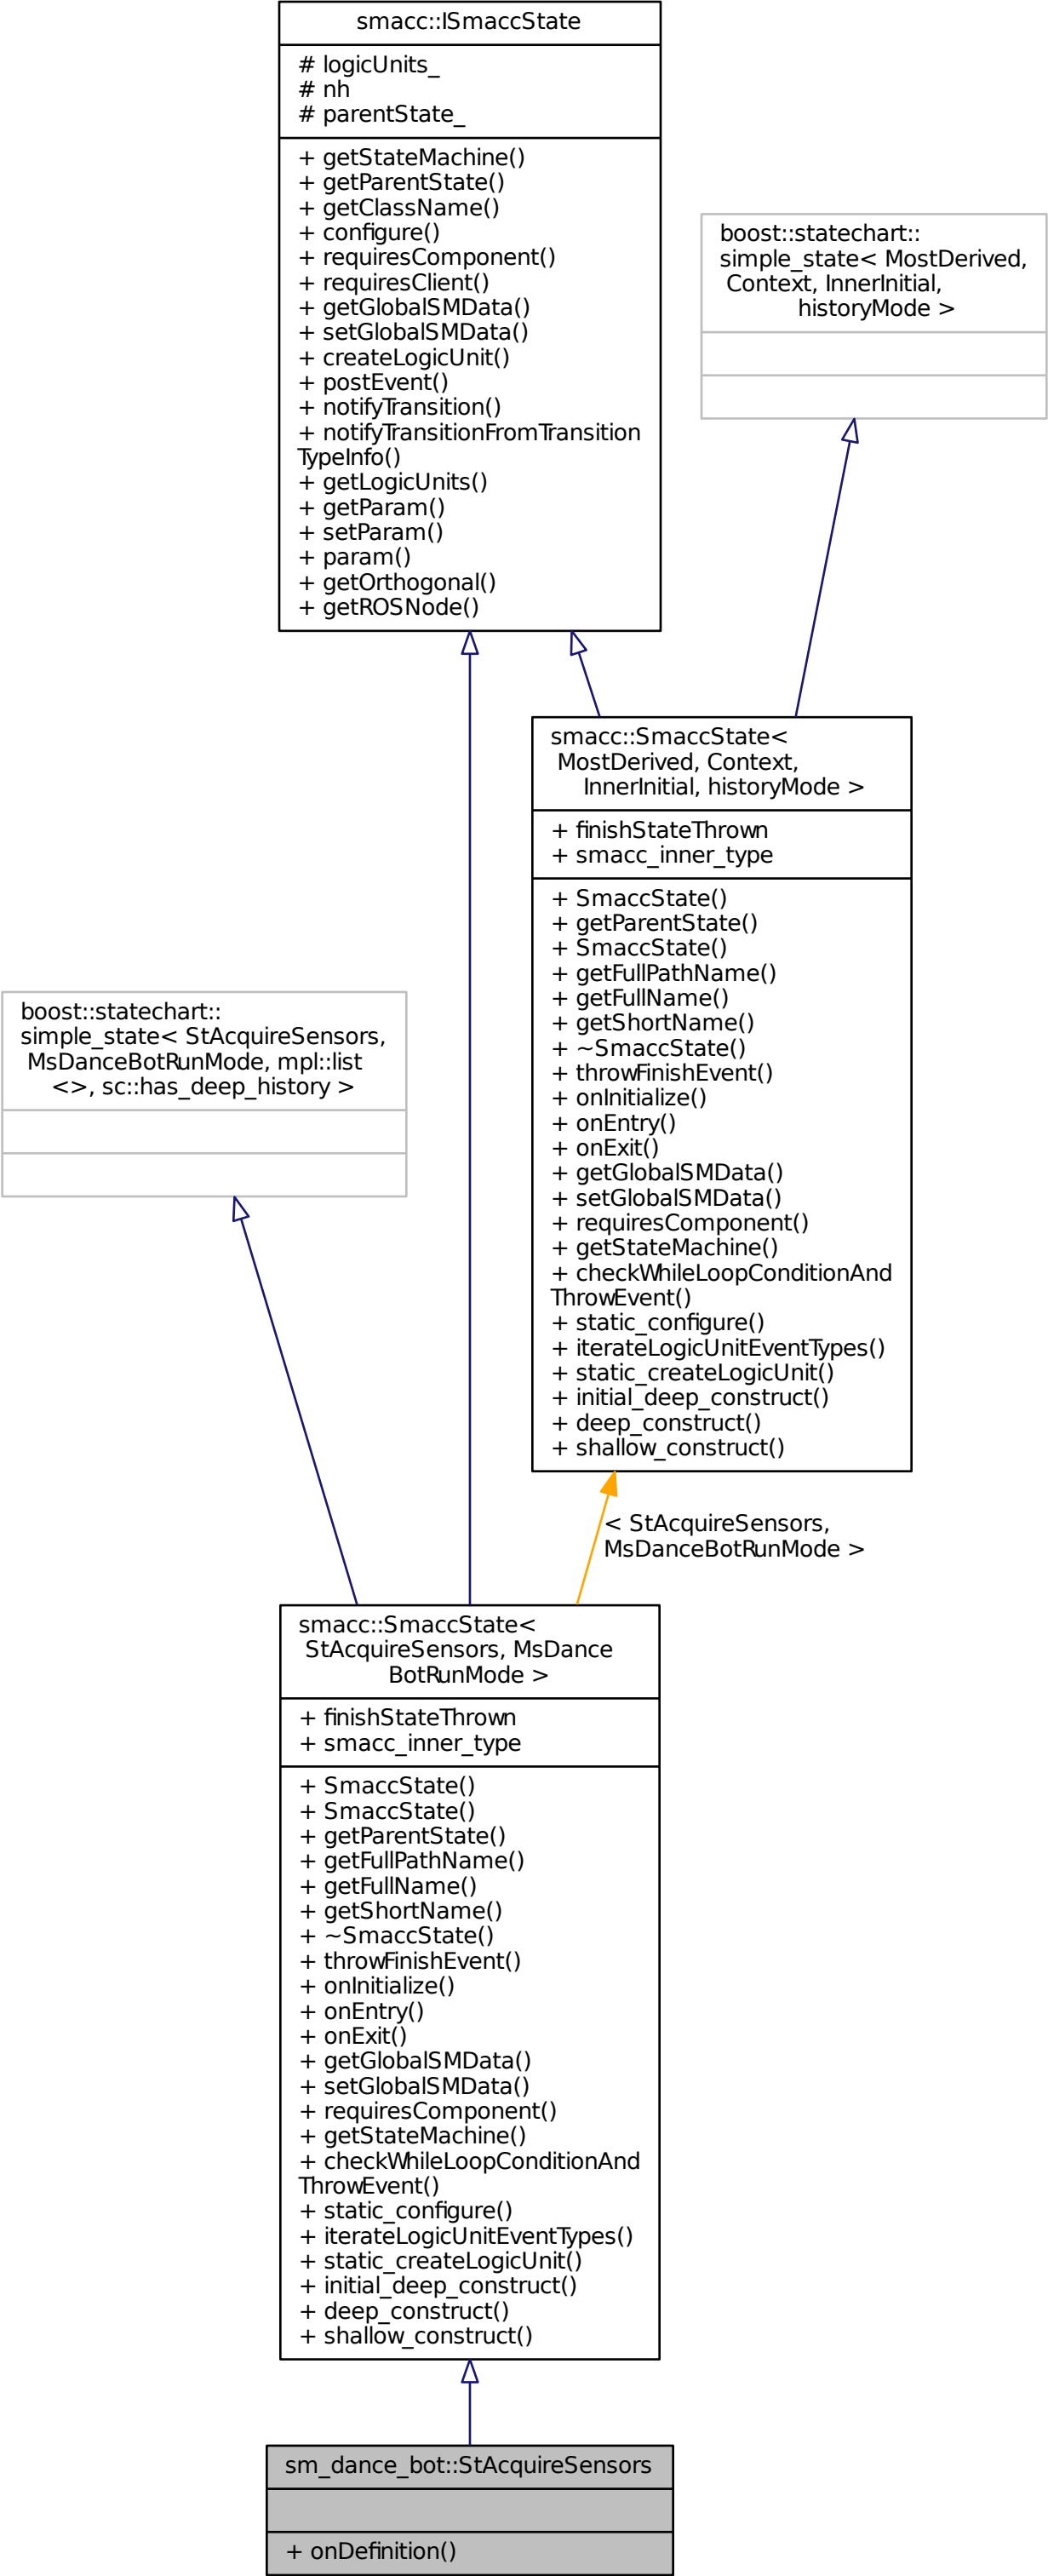 smacc::ISmaccState
# logicUnits_
# nh
# parentState_
+ getStateMachine()
+ getParentState()
+ getClassName()
+ configure()
+ requiresComponent()
+ requiresClient()
+ getGlobalSMData()
+ setGlobalSMData()
+ createLogicUnit()
+ postEvent()
+ notifyTransition()
+ notifyTransitionFromTransition
TypeInfo()
+ getLogicUnits()
+ getParam()
+ setParam()
+ param()
+ getOrthogonal()
+ getROSNode()
boost::statechart::
simple_state< MostDerived,
Context, InnerInitial,
historyMode >
smacc::SmaccState<
MostDerived, Context,
InnerInitial, historyMode >
+ finishStateThrown
+ smacc_inner_type
+ SmaccState()
+ getParentState()
+ SmaccState()
+ getFullPathName()
+ getFullName()
+ getShortName()
+ ~SmaccState()
+ throwFinishEvent()
+ onInitialize()
+ onEntry()
+ onExit()
+ getGlobalSMData()
+ setGlobalSMData()
+ requiresComponent()
+ getStateMachine()
+ checkWhileLoopConditionAnd
ThrowEvent()
+ static_configure()
+ iterateLogicUnitEventTypes()
+ static_createLogicUnit()
+ initial_deep_construct()
+ deep_construct()
+ shallow_construct()
boost::statechart::
simple_state< StAcquireSensors,
MsDanceBotRunMode, mpl::list
<>, sc::has_deep_history >
< StAcquireSensors,
MsDanceBotRunMode >
smacc::SmaccState<
StAcquireSensors, MsDance
BotRunMode >
+ finishStateThrown
+ smacc_inner_type
+ SmaccState()
+ SmaccState()
+ getParentState()
+ getFullPathName()
+ getFullName()
+ getShortName()
+ ~SmaccState()
+ throwFinishEvent()
+ onInitialize()
+ onEntry()
+ onExit()
+ getGlobalSMData()
+ setGlobalSMData()
+ requiresComponent()
+ getStateMachine()
+ checkWhileLoopConditionAnd
ThrowEvent()
+ static_configure()
+ iterateLogicUnitEventTypes()
+ static_createLogicUnit()
+ initial_deep_construct()
+ deep_construct()
+ shallow_construct()
sm_dance_bot::StAcquireSensors
+ onDefinition()